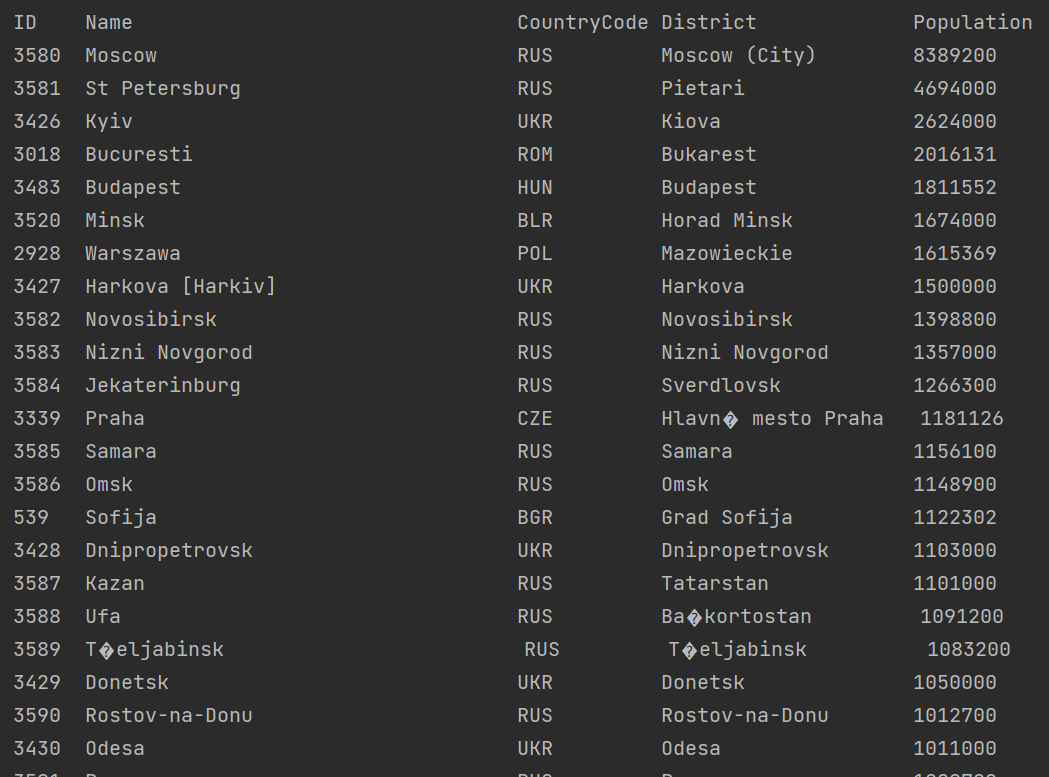 ID Name CountryCode District Population
3580 Moscow RUS Moscow (City) 8389200
3581 St Petersburg RUS Pietari 4694000
3426 Kyiv UKR Kiova 2624000
3018 Bucuresti ROM Bukarest 2016131
3483 Budapest HUN Budapest 1811552
3520 Minsk BLR Horad Minsk 1674000
2928 Warszawa POL Mazowieckie 1615369
3427 Harkova [Harkiv] UKR Harkova 1500000
3582 Novosibirsk RUS Novosibirsk 1398800
3583 Nizni Novgorod RUS Nizni Novgorod 1357000
3584 Jekaterinburg RUS Sverdlovsk 1266300
3339 Praha CZE Hlavn� mesto Praha 1181126
3585 Samara RUS Samara 1156100
3586 Omsk RUS Omsk 1148900
539 Sofija BGR Grad Sofija 1122302
3428 Dnipropetrovsk UKR Dnipropetrovsk 1103000
3587 Kazan RUS Tatarstan 1101000
3588 Ufa RUS Ba�kortostan 1091200
3589 T�eljabinsk RUS T�eljabinsk 1083200
3429 Donetsk UKR Donetsk 1050000
3590 Rostov-na-Donu RUS Rostov-na-Donu 1012700
3430 Odesa UKR Odesa 1011000